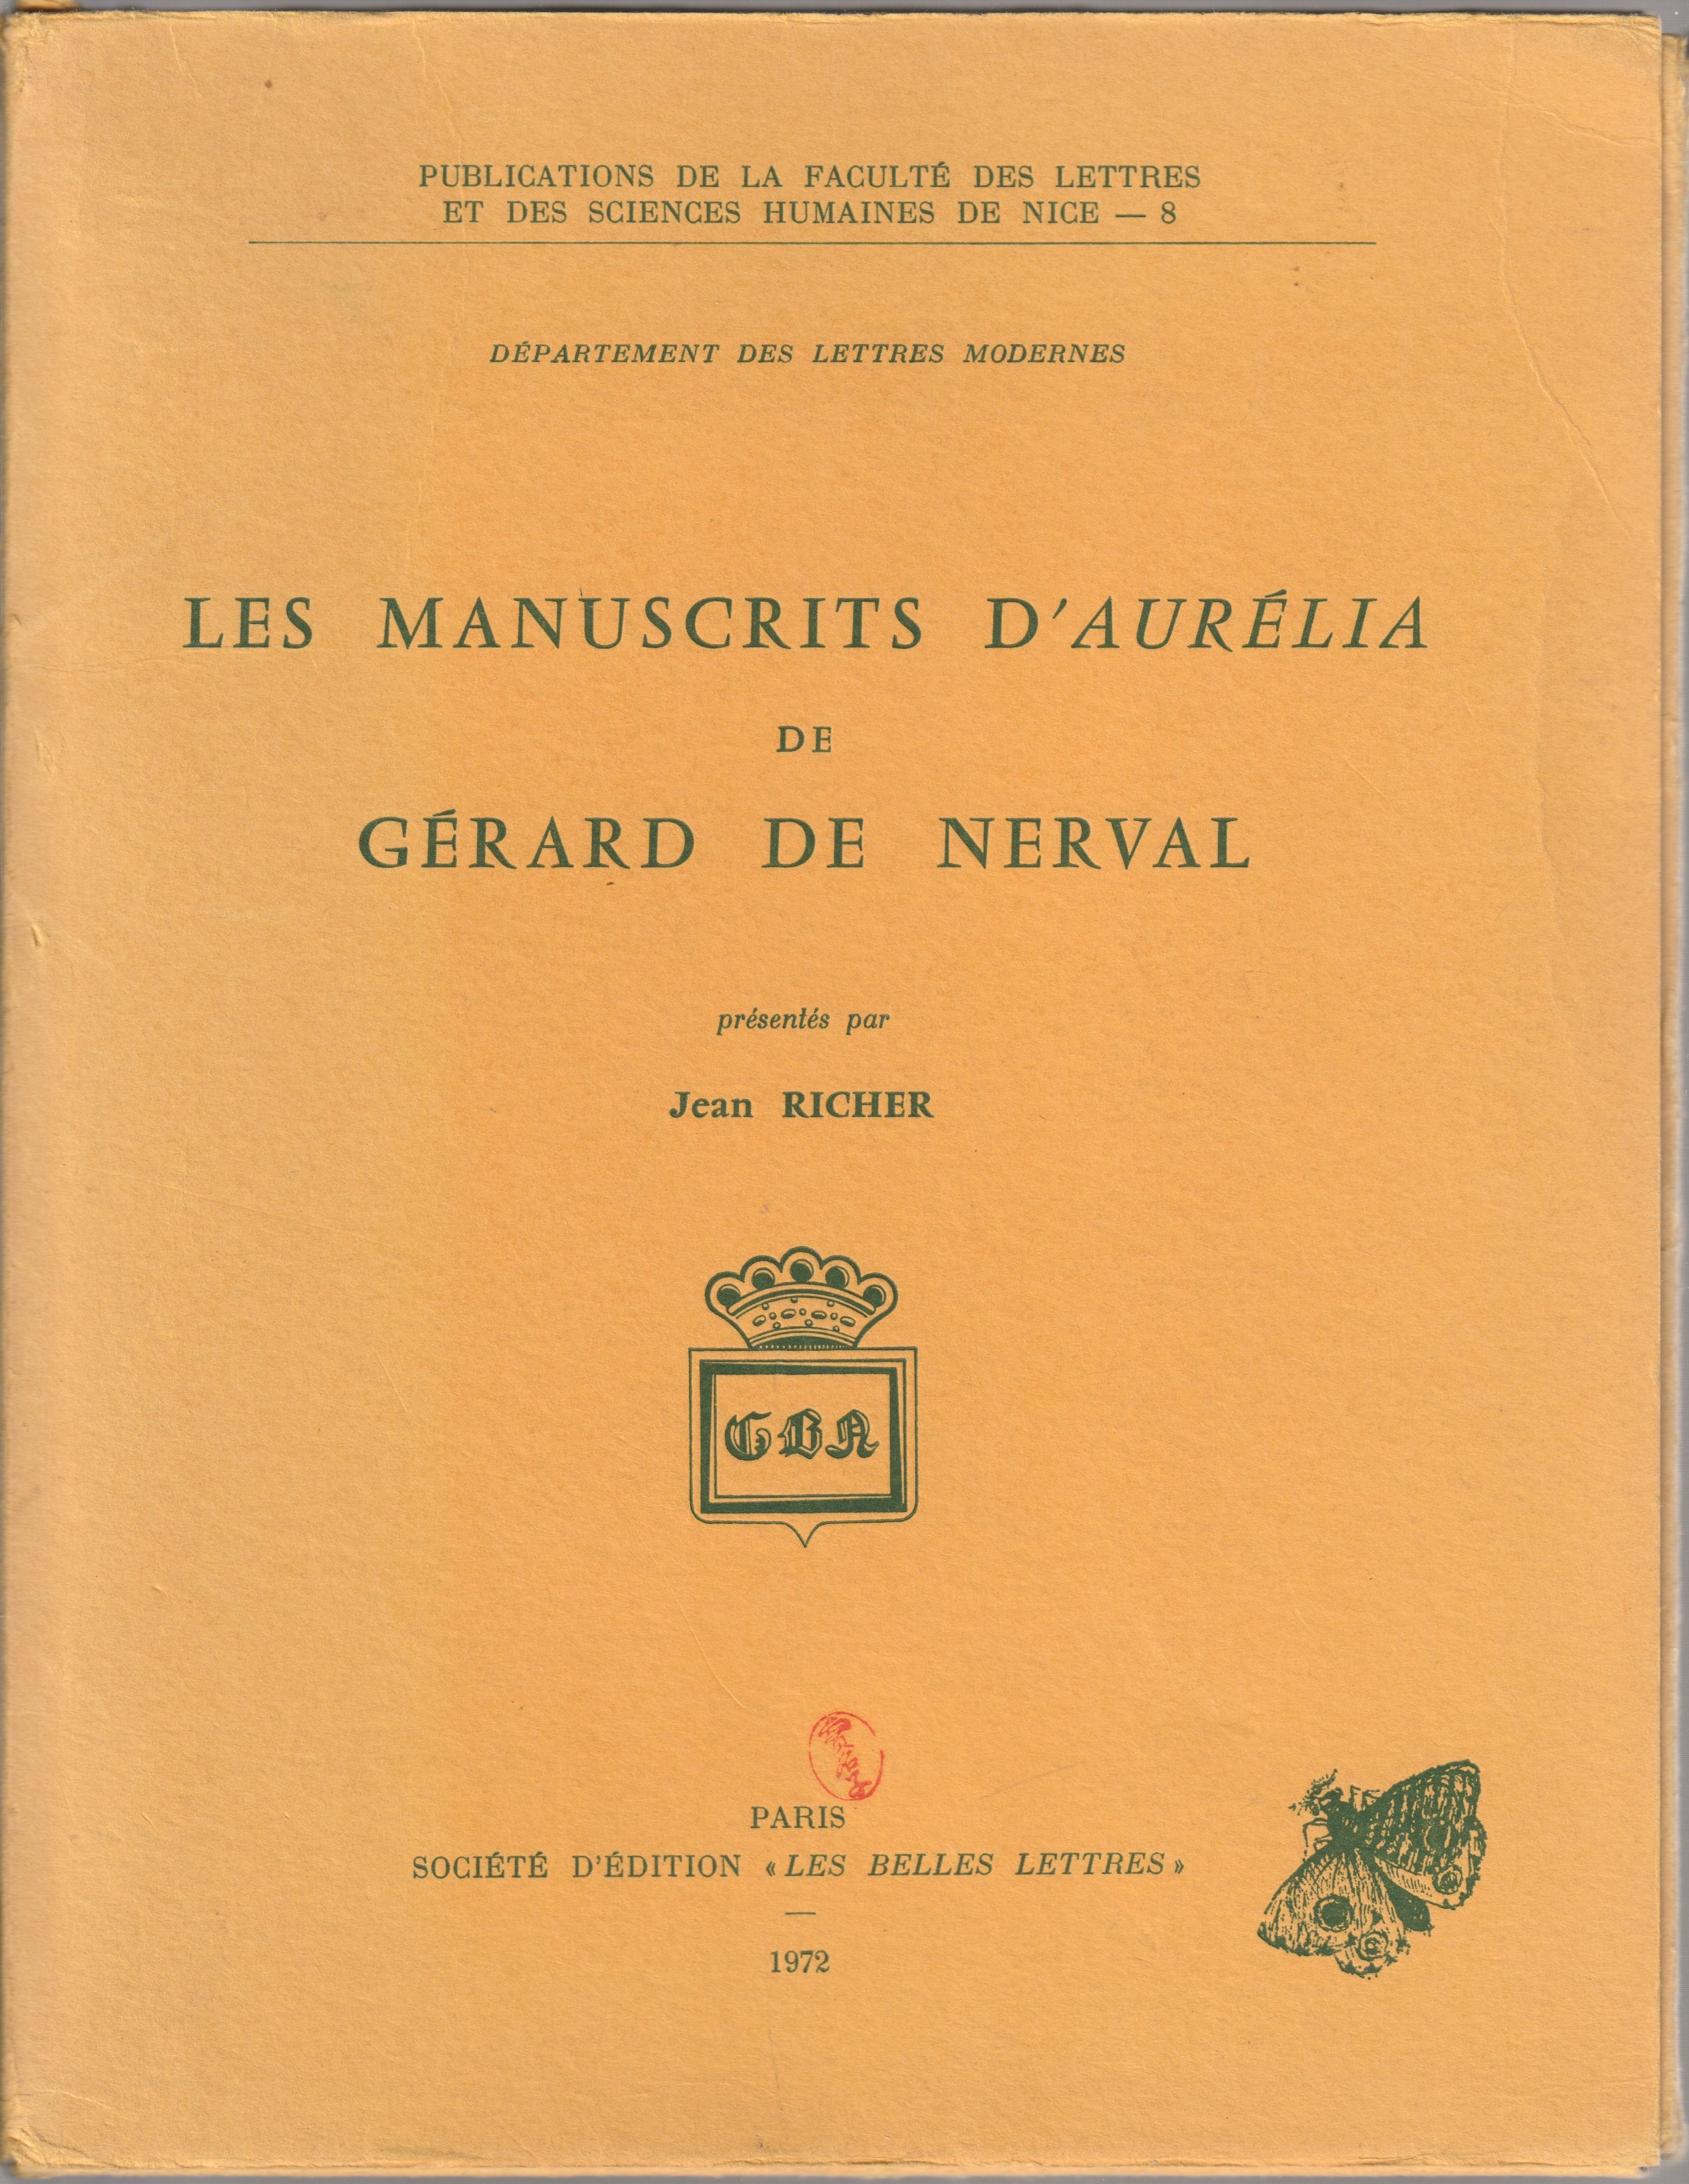 PUBLICATIONS DE LA FACULTÉ DES LETTRES
ET DES SCIENCES HUMAINES DE NICE — 8
DÉPARTEMENT DES LETTRES MODERNES
LES MANUSCRITS D'AURÉLIA
DE
GÉRARD DE NERVAL
présentés par
Jean RICHER
GBN
PARIS
SOCIÉTÉ D'ÉDITION « LES BELLES LETTRES »
—
1972